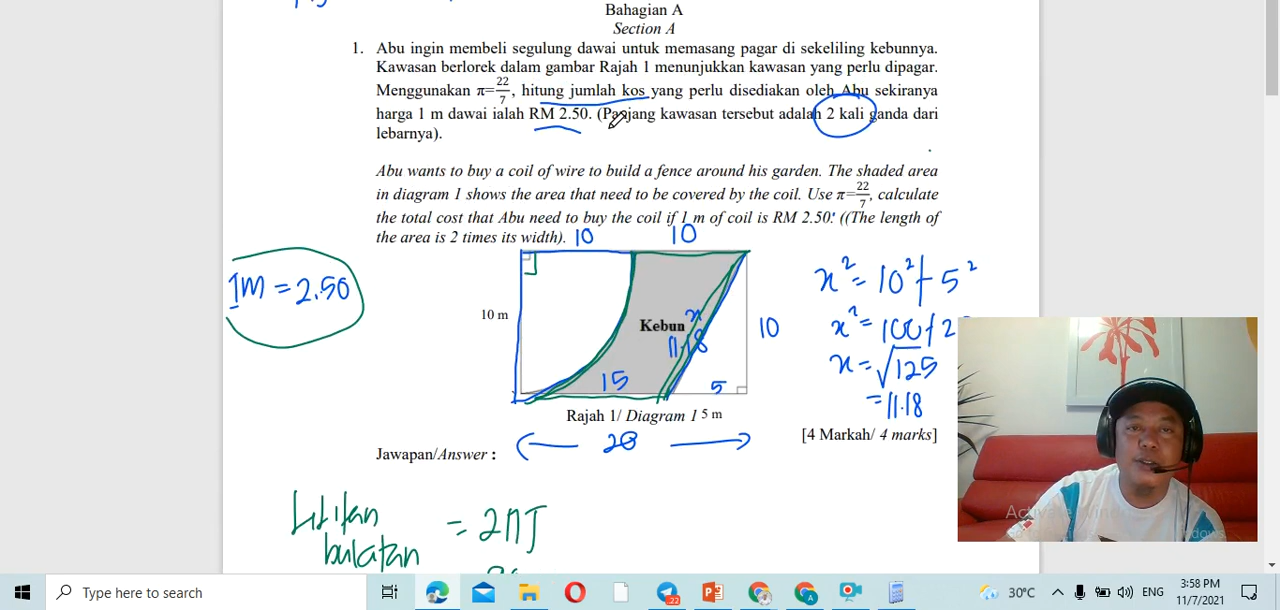 Bahagian A
Section A
1. Abu ingin membeli segulung dawai untuk memasang pagar di sekeliling kebunnya.
Kawasan berlorek dalam gambar Rajah 1 menunjukkan kawasan yang perlu dipagar.
Menggunakan π=22/7, hitung jumlah kos yang perlu disediakan oleh Abu sekiranya
harga 1 m dawai ialah RM 2.50. (Panjang kawasan tersebut adalah 2 kali ganda dari
lebarnya).
Abu wants to buy a coil of wire to build a fence around his garden. The shaded area
in diagram 1 shows the area that need to be covered by the coil. Use π=22/7, calculate
the total cost that Abu need to buy the coil if 1 m of coil is RM 2.50. ((The length of
the area is 2 times its width).
10 10
1m = 2.50
x² = 10² + 5²
10 m
Kebun x
10
x² = 100 + 2
11.18
x = √125
15 5
= 11.18
Rajah 1/ Diagram 1 5 m
20
[4 Markah/ 4 marks]
Jawapan/Answer :
Lilitan
bulatan
= 2πj
Type here to search
22
30°C
ENG
3:58 PM
11/7/2021